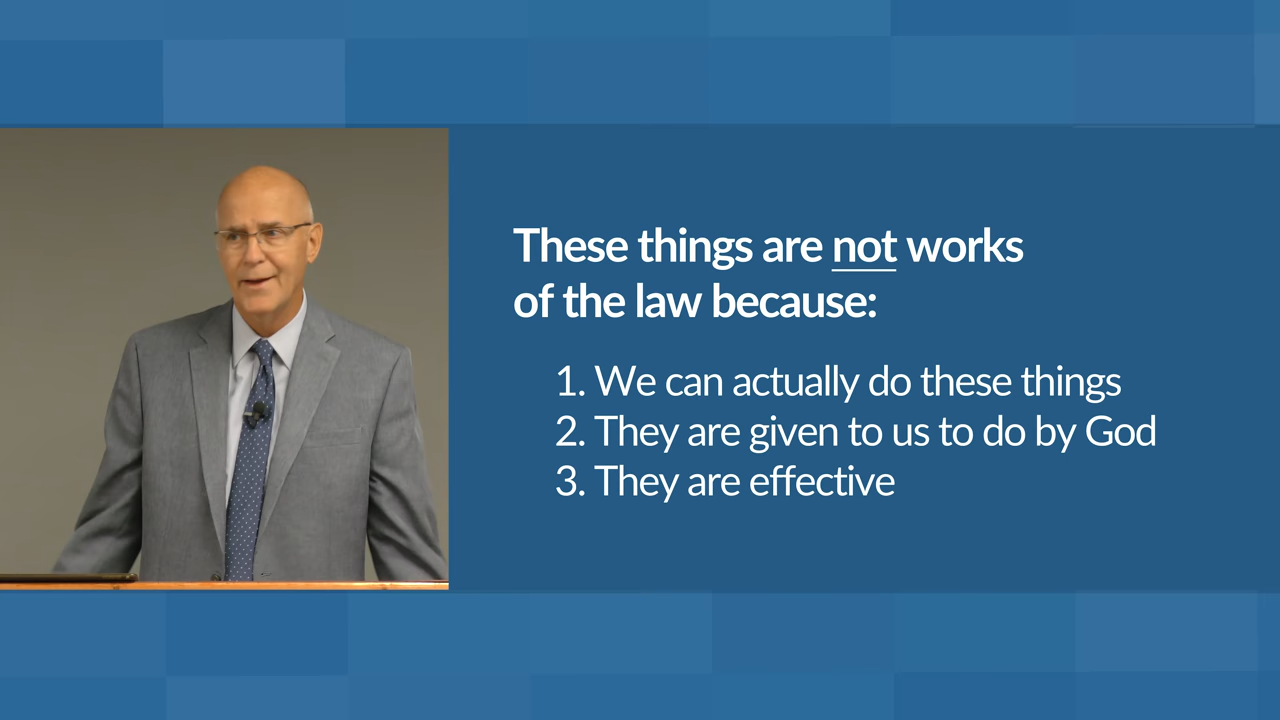 These things are not works
of the law because:
1. We can actually do these things
2. They are given to us to do by God
3. They are effective